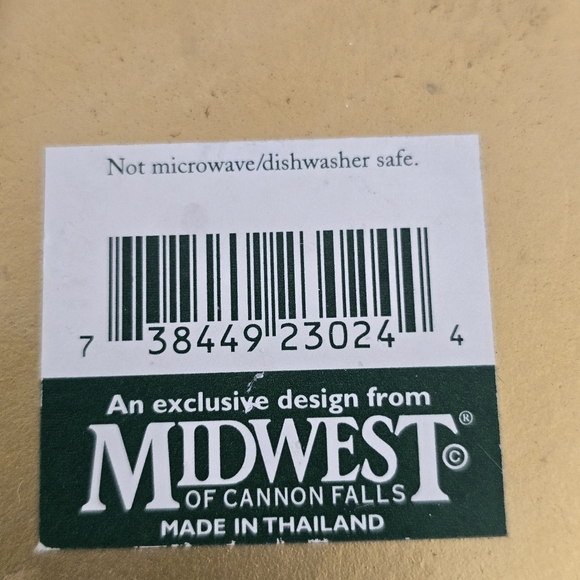 Not microwave/dishwasher safe.
7 38449 23024 4
An exclusive design from
MIDWEST® ©
OF CANNON FALLS
MADE IN THAILAND